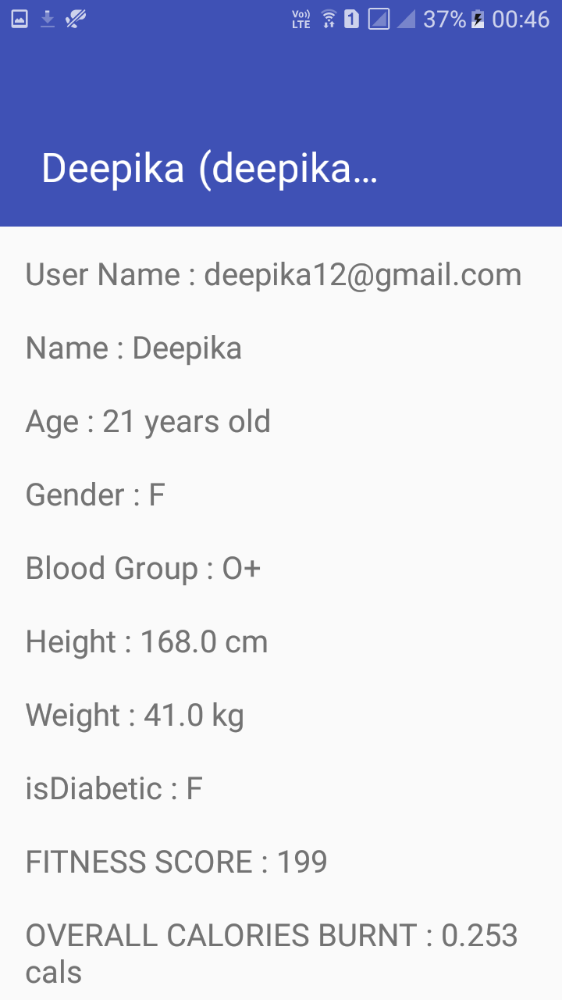 Vo)) LTE 1 37% 00:46
Deepika (deepika…
User Name : deepika12@gmail.com
Name : Deepika
Age : 21 years old
Gender : F
Blood Group : O+
Height : 168.0 cm
Weight : 41.0 kg
isDiabetic : F
FITNESS SCORE : 199
OVERALL CALORIES BURNT : 0.253
cals